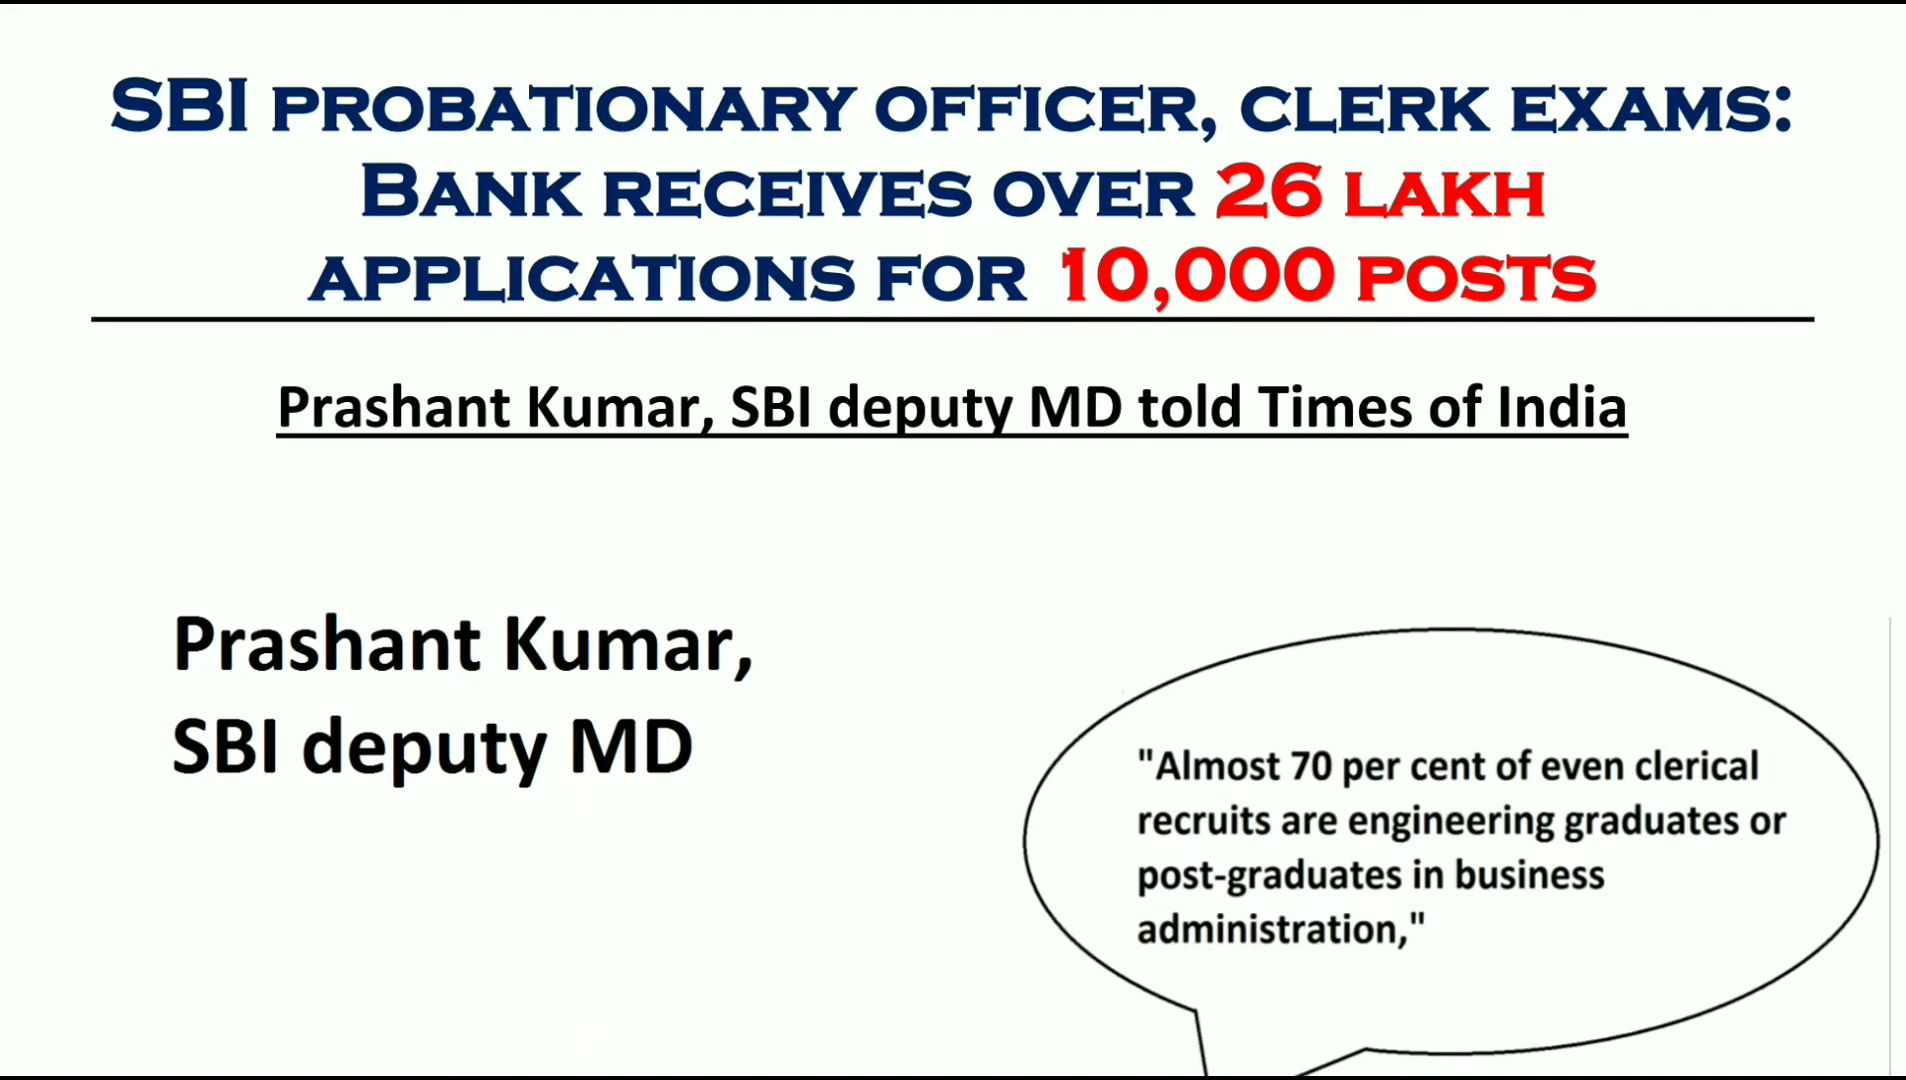 SBI PROBATIONARY OFFICER, CLERK EXAMS:
BANK RECEIVES OVER 26 LAKH
APPLICATIONS FOR 10,000 POSTS
Prashant Kumar, SBI deputy MD told Times of India
Prashant Kumar,
SBI deputy MD
"Almost 70 per cent of even clerical
recruits are engineering graduates or
post-graduates in business
administration,"